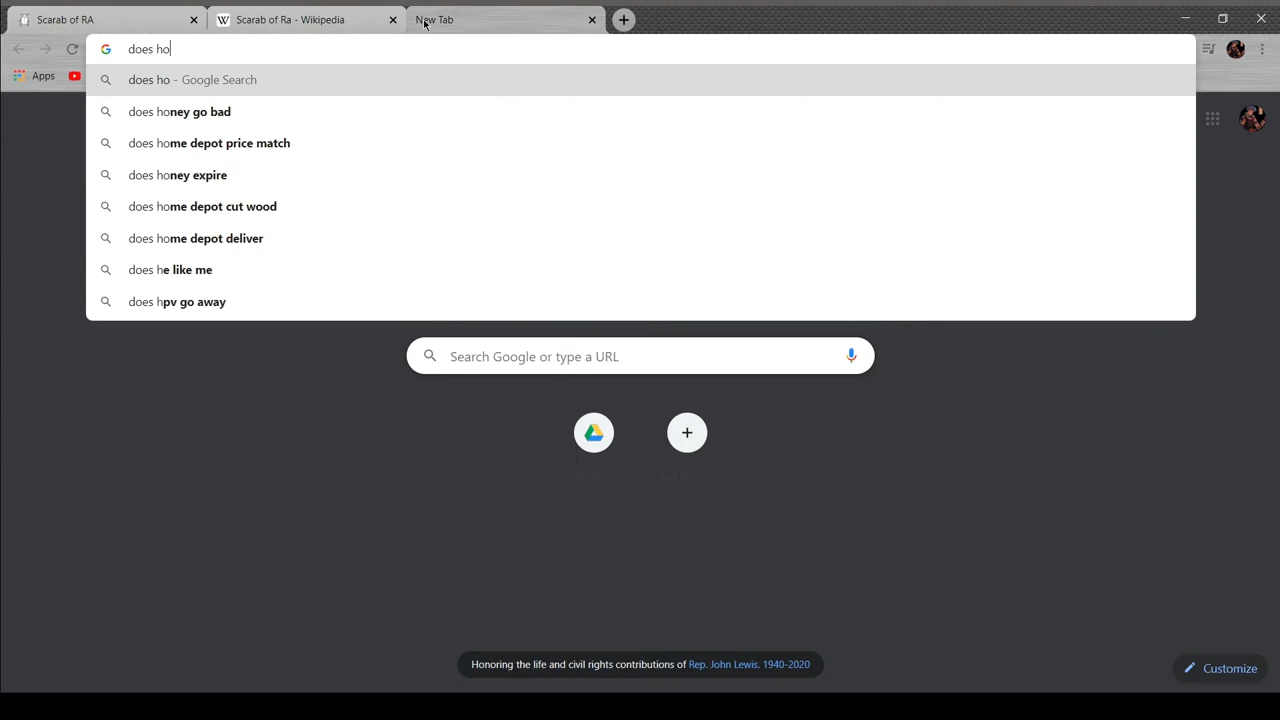 Scarab of RA
Scarab of Ra - Wikipedia
New Tab
does ho
Apps
does ho - Google Search
does honey go bad
does home depot price match
does honey expire
does home depot cut wood
does home depot deliver
does he like me
does hpv go away
Search Google or type a URL
Honoring the life and civil rights contributions of Rep. John Lewis. 1940-2020
Customize